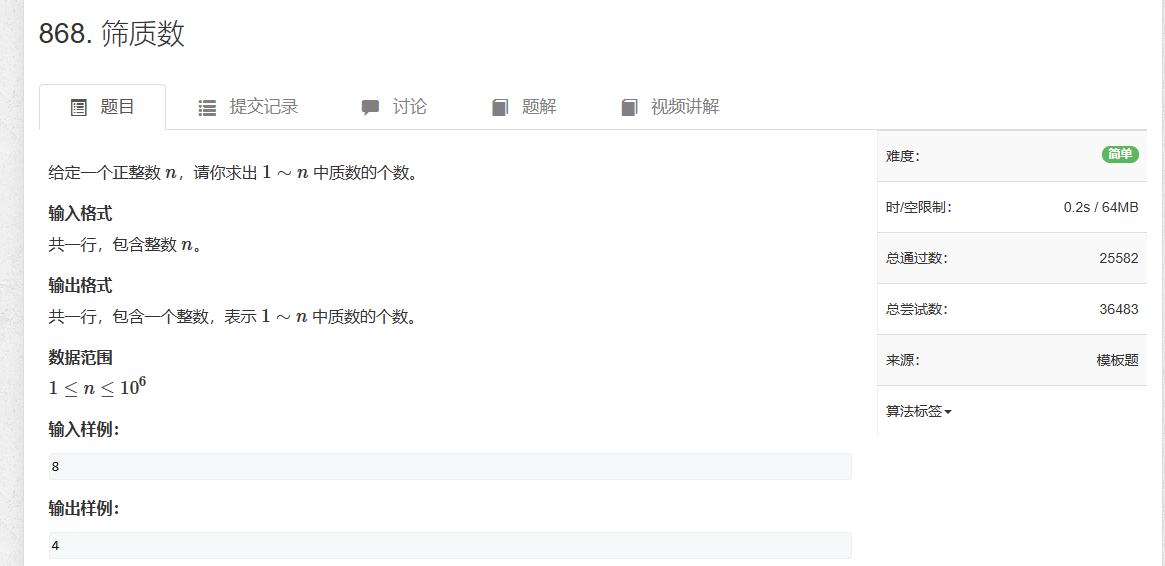 868. 筛质数
题目 提交记录 讨论 题解 视频讲解
给定一个正整数 n，请你求出 1 ∼ n 中质数的个数。
输入格式
共一行，包含整数 n。
输出格式
共一行，包含一个整数，表示 1 ∼ n 中质数的个数。
数据范围
1 ≤ n ≤ 10⁶
输入样例：
8
输出样例：
4
难度： 简单
时/空限制： 0.2s / 64MB
总通过数： 25582
总尝试数： 36483
来源： 模板题
算法标签